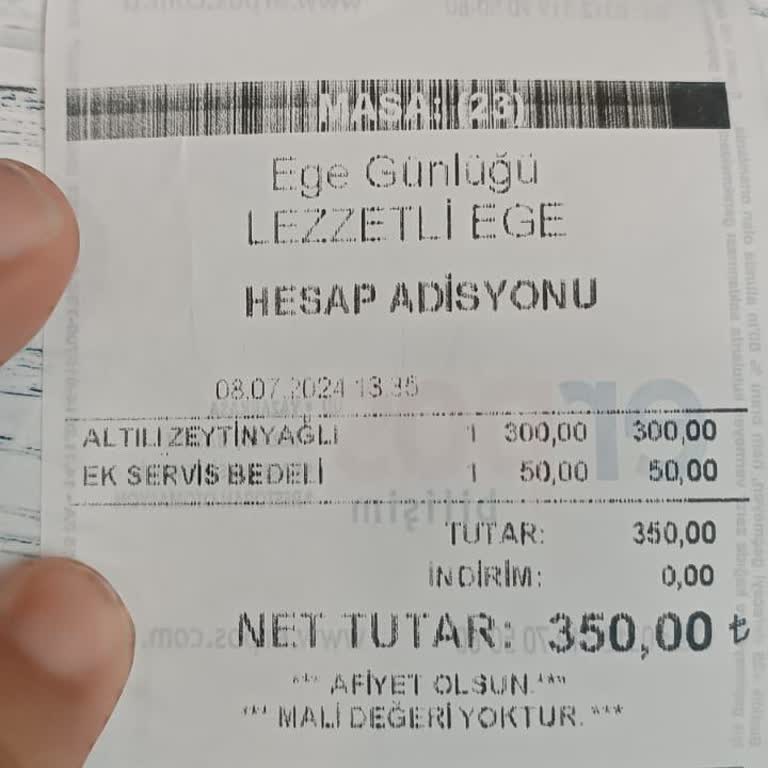 MASA: (23)
Ege Günlüğü
LEZZETLİ EGE
HESAP ADİSYONU
08.07.2024 13:35
ALTILI ZEYTİNYAĞLI 1 300,00 300,00
EK SERVİS BEDELİ 1 50,00 50,00
TUTAR: 350,00
İNDİRİM: 0,00
NET TUTAR: 350,00 ₺
*** AFİYET OLSUN.***
*** MALİ DEĞERİ YOKTUR. ***